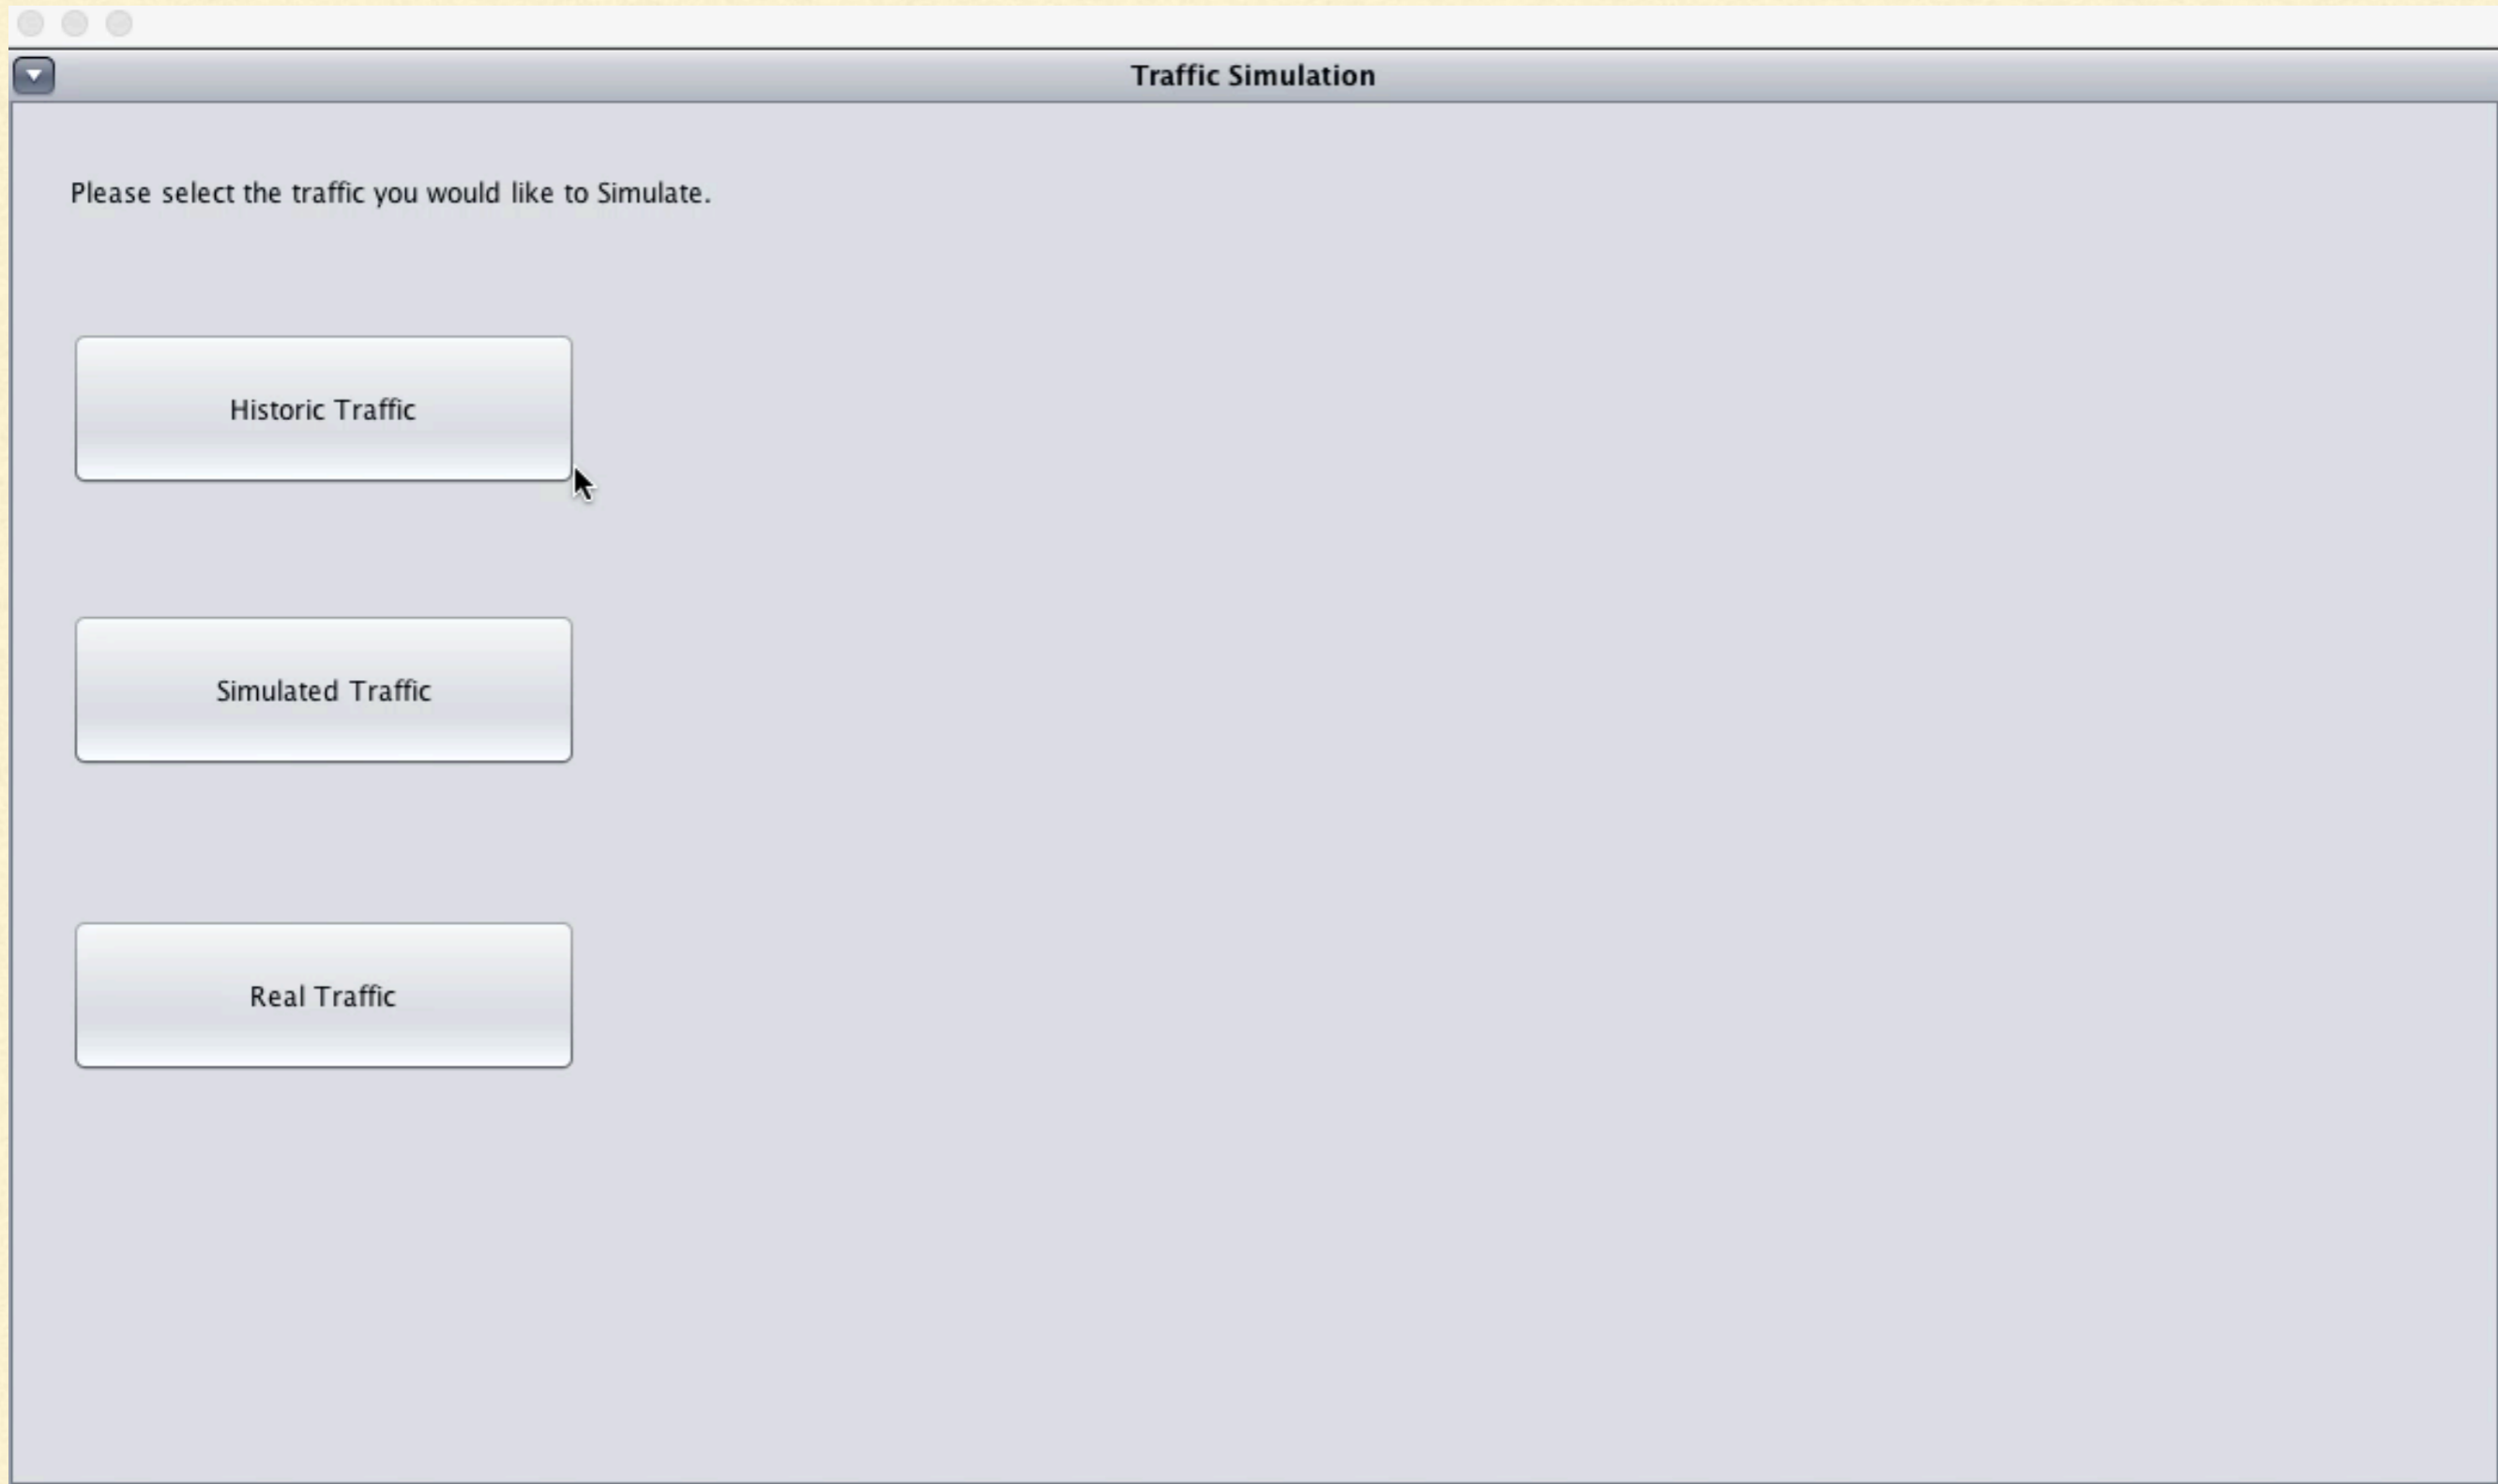 Traffic Simulation
Please select the traffic you would like to Simulate.
Historic Traffic
Simulated Traffic
Real Traffic